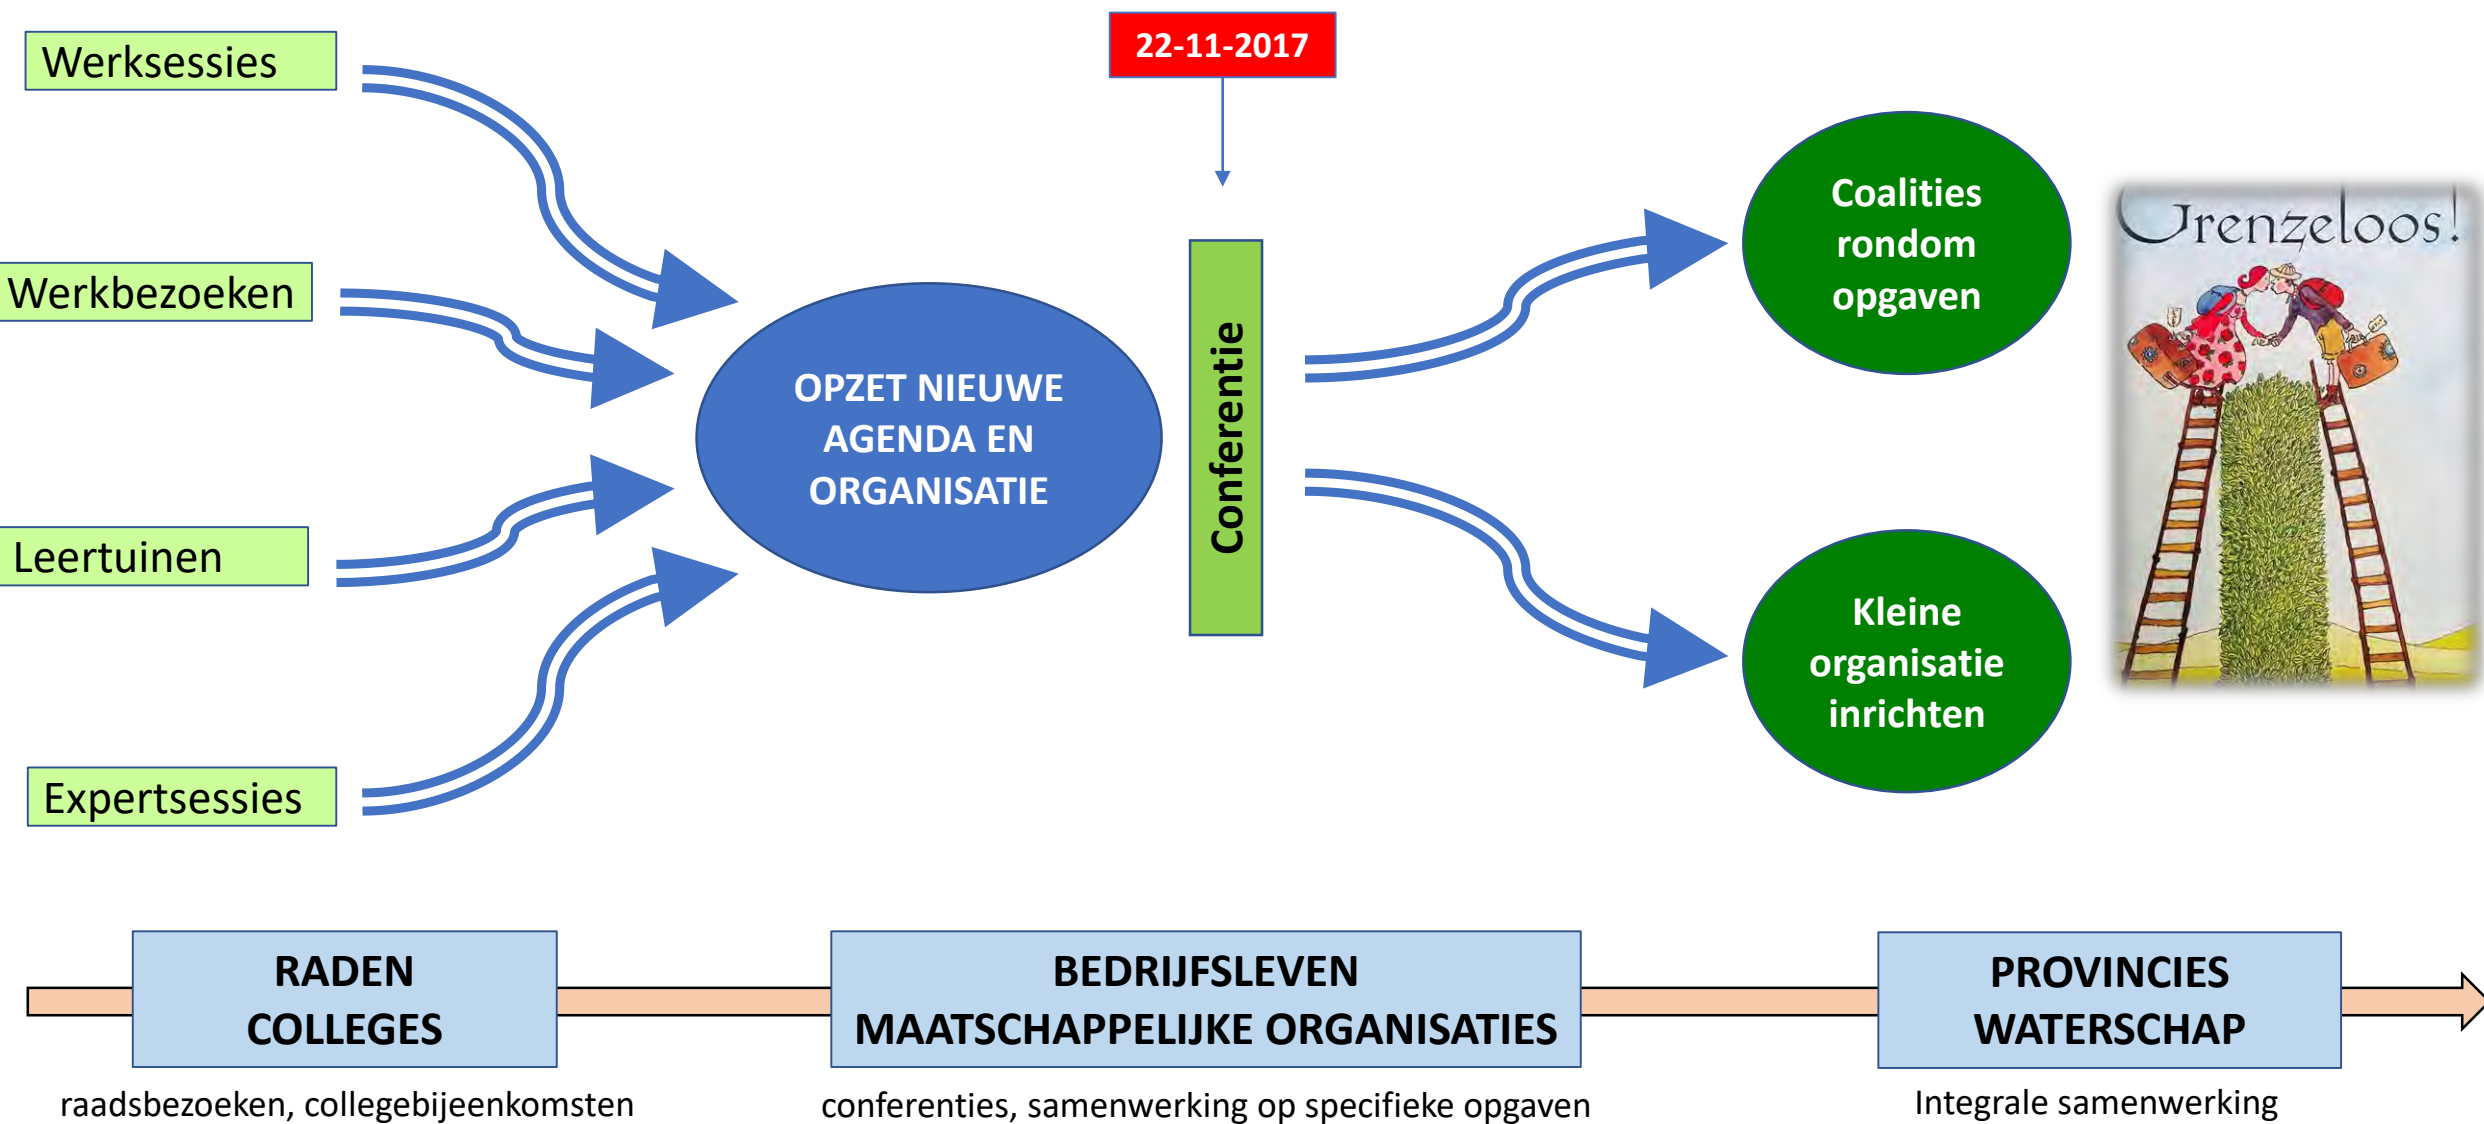 Werksessies
22-11-2017
Werkbezoeken
Leertuinen
Expertsessies
OPZET NIEUWE
AGENDA EN
ORGANISATIE
Conferentie
Coalities
rondom
opgaven
Kleine
organisatie
inrichten
Grenzeloos!
RADEN
COLLEGES
raadsbezoeken, collegebijeenkomsten
BEDRIJFSLEVEN
MAATSCHAPPELIJKE ORGANISATIES
conferenties, samenwerking op specifieke opgaven
PROVINCIES
WATERSCHAP
Integrale samenwerking